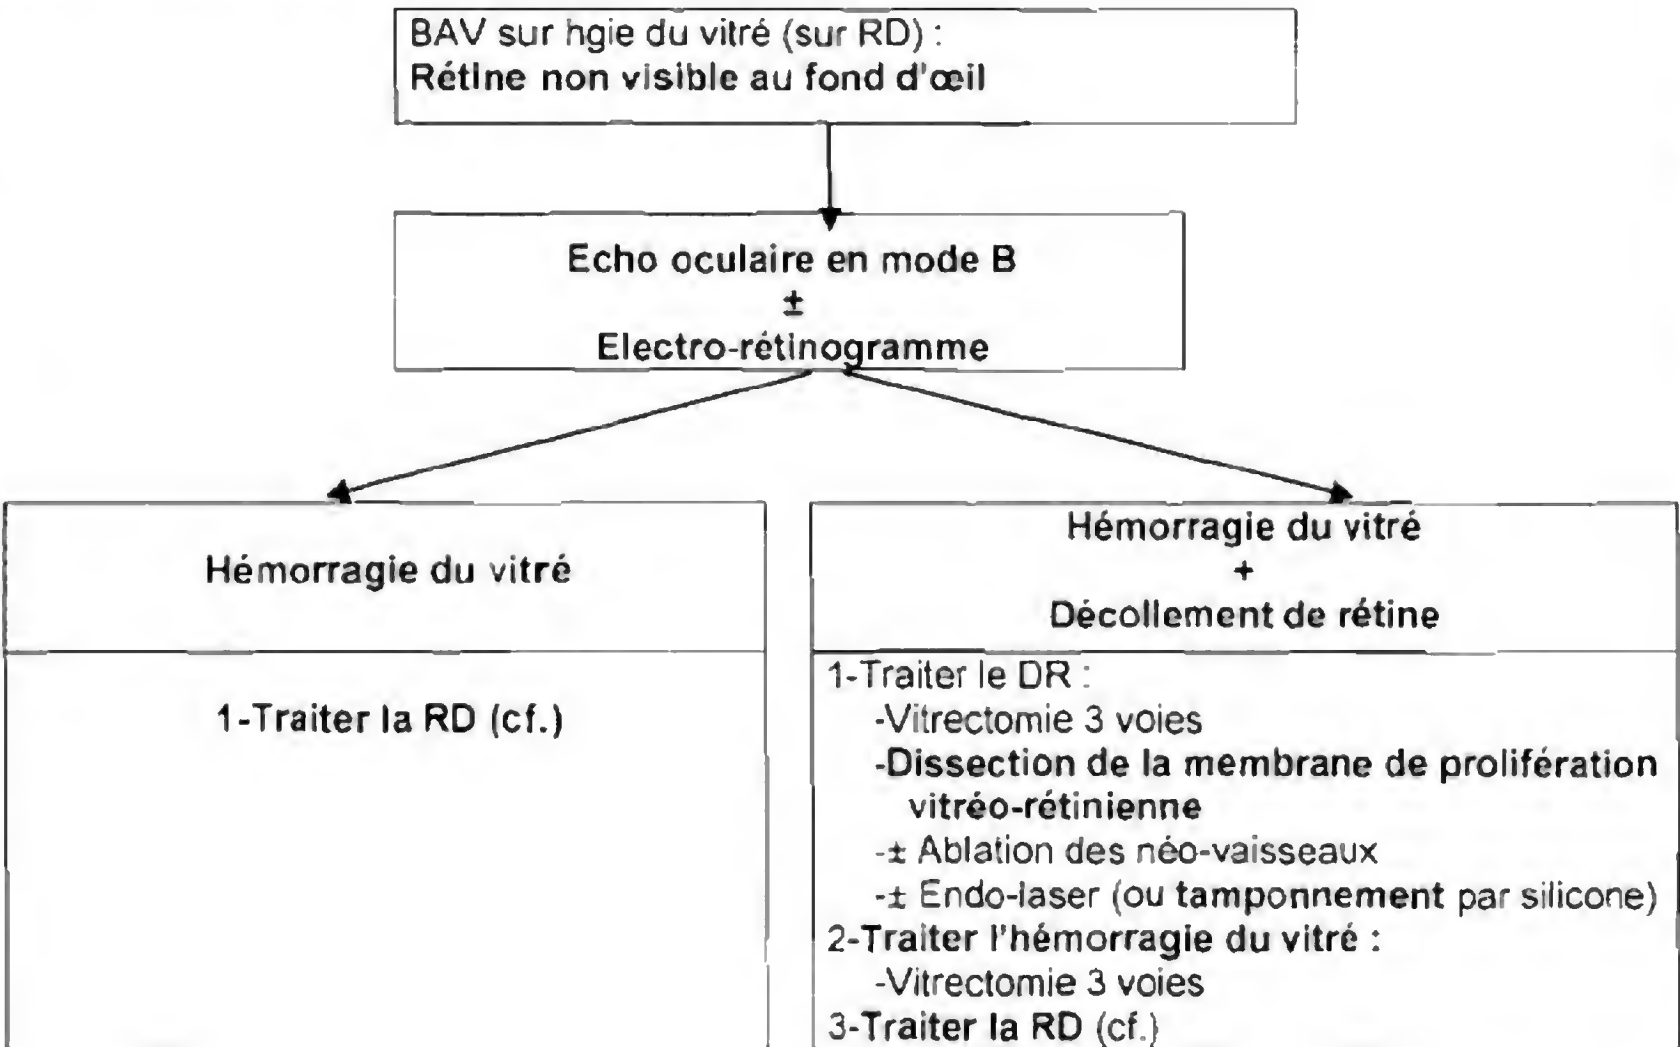 BAV sur hgie du vitré (sur RD) :
Rétine non visible au fond d'œil
Echo oculaire en mode B
±
Electro-rétinogramme
Hémorragie du vitré
1-Traiter la RD (cf.)
Hémorragie du vitré
+
Décollement de rétine
1-Traiter le DR :
-Vitrectomie 3 voies
-Dissection de la membrane de prolifération
vitréo-rétinienne
-± Ablation des néo-vaisseaux
-± Endo-laser (ou tamponnement par silicone)
2-Traiter l'hémorragie du vitré :
-Vitrectomie 3 voies
3-Traiter la RD (cf.)